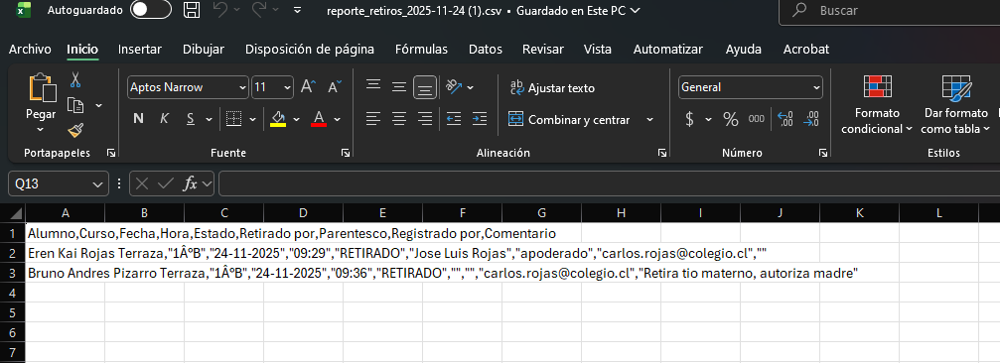 Autoguardado
reporte_retiros_2025-11-24 (1).csv • Guardado en Este PC
Buscar
Archivo Inicio Insertar Dibujar Disposición de página Fórmulas Datos Revisar Vista Automatizar Ayuda Acrobat
Pegar
Portapapeles
Aptos Narrow 11 A A
N K S A
Fuente
ab Ajustar texto
Combinar y centrar
Alineación
General
$ % 000
Número
Formato condicional
Dar formato como tabla
Estilos
Q13
fx
A B C D E F G H I J K L
1 Alumno,Curso,Fecha,Hora,Estado,Retirado por,Parentesco,Registrado por,Comentario
2 Eren Kai Rojas Terraza,"1ÂºB","24-11-2025","09:29","RETIRADO","Jose Luis Rojas","apoderado","carlos.rojas@colegio.cl",""
3 Bruno Andres Pizarro Terraza,"1ÂºB","24-11-2025","09:36","RETIRADO","","","carlos.rojas@colegio.cl","Retira tio materno, autoriza madre"
4
5
6
7